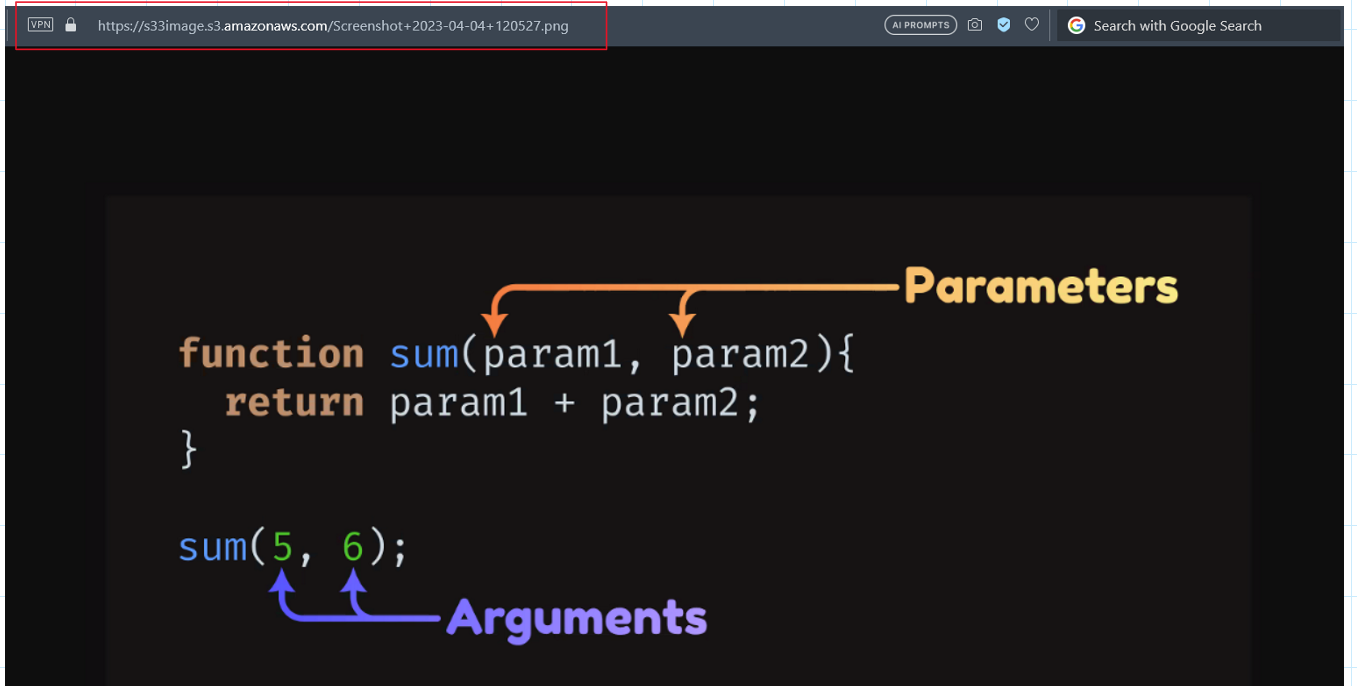 VPN https://s33image.s3.amazonaws.com/Screenshot+2023-04-04+120527.png AI PROMPTS Search with Google Search
Parameters
function sum(param1, param2){
return param1 + param2;
}
sum(5, 6);
Arguments